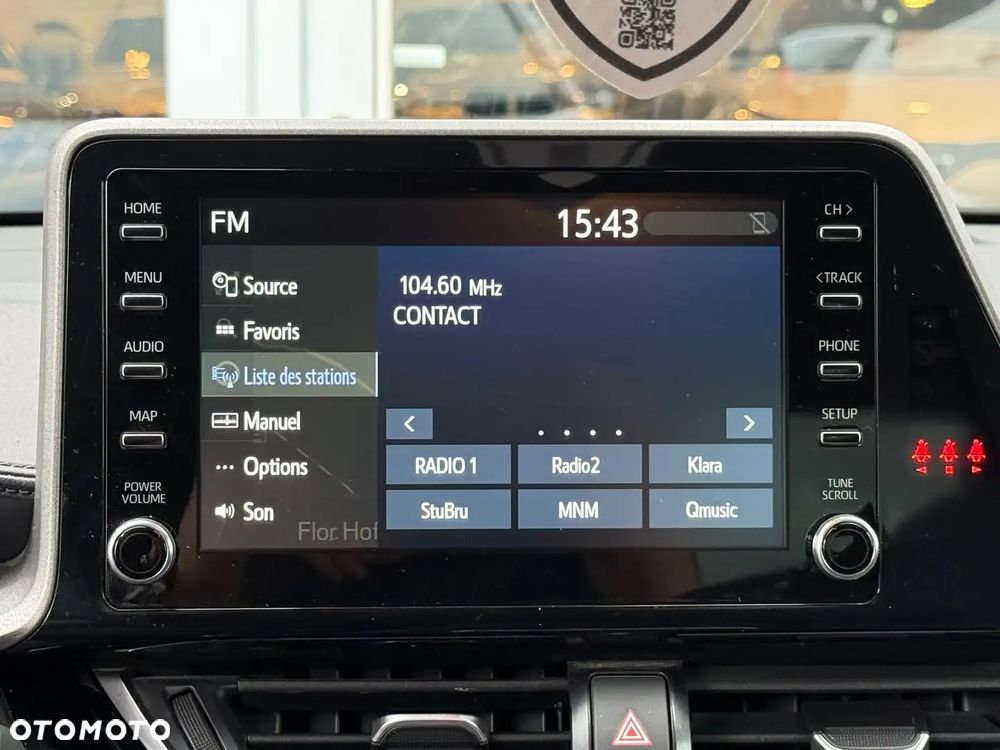 HOME
MENU
AUDIO
MAP
POWER
VOLUME
FM
15:43
Source
Favoris
Liste des stations
Manuel
Options
Son
104.60 MHz
CONTACT
<
>
RADIO 1
Radio2
Klara
StuBru
MNM
Qmusic
Flor Hof
CH >
<TRACK
PHONE
SETUP
TUNE
SCROLL
OTOMOTO